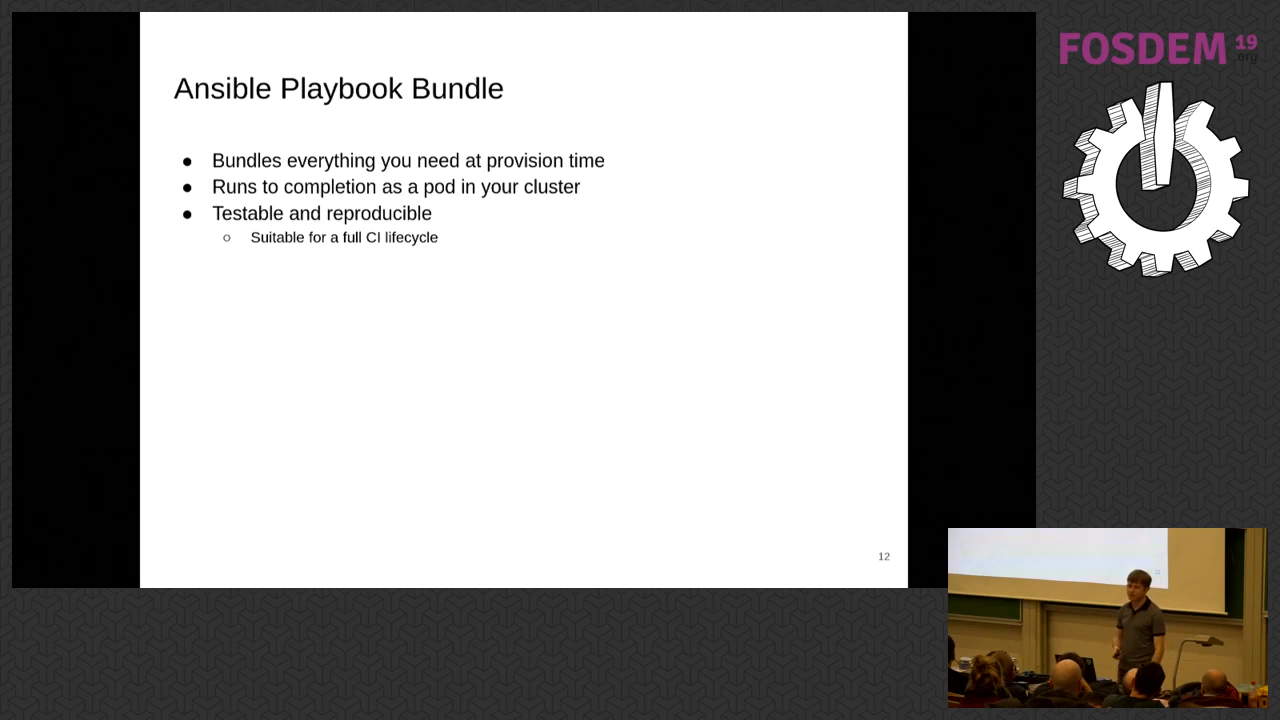 Ansible Playbook Bundle
● Bundles everything you need at provision time
● Runs to completion as a pod in your cluster
● Testable and reproducible
○ Suitable for a full CI lifecycle
12
FOSDEM 19
.org